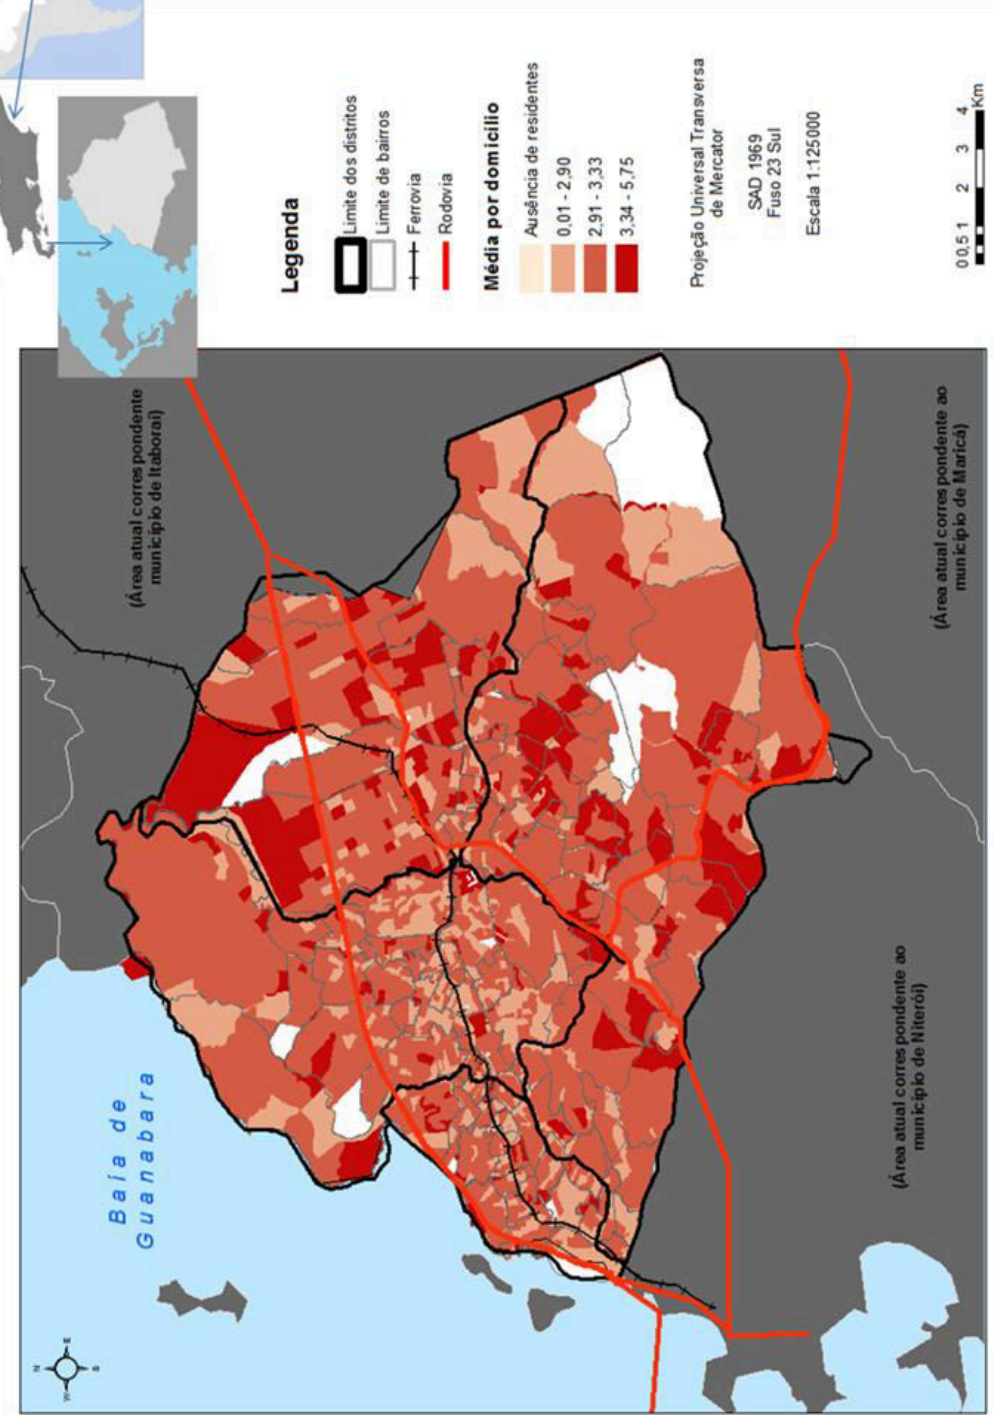 Baía de
Guanabara
(Área atual correspondente
município de Itaboraí)
(Área atual correspondente ao
município de Niterói)
(Área atual correspondente ao
município de Maricá)
N
W
E
S
Legenda
Limite dos distritos
Limite de bairros
Ferrovia
Rodovia
Média por domicilio
Ausência de residentes
0,01 - 2,90
2,91 - 3,33
3,34 - 5,75
Projeção Universal Transversa
de Mercator
SAD 1969
Fuso 23 Sul
Escala 1:125000
0 0,5 1 2 3 4
Km